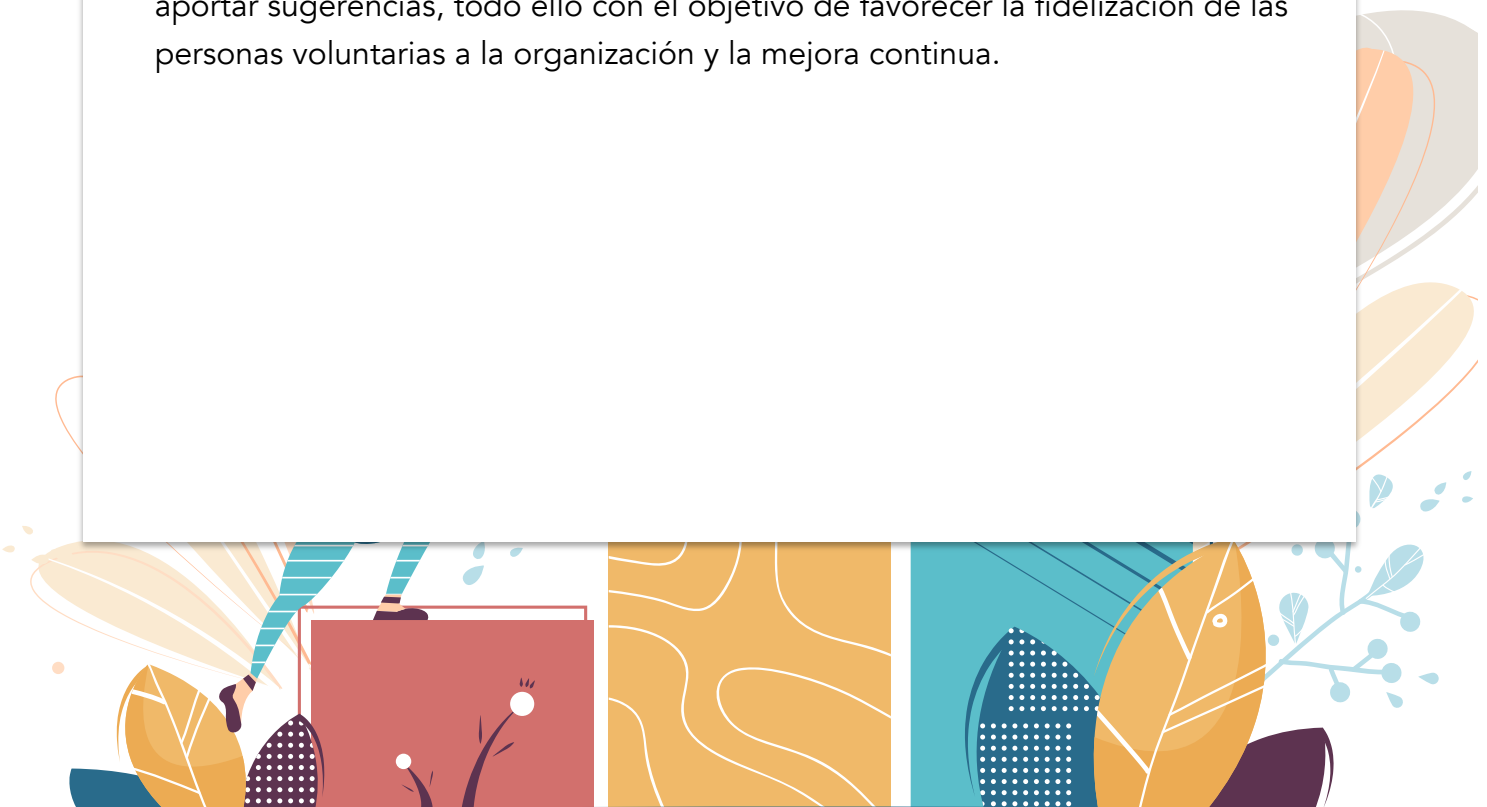 aportar sugerencias, todo ello con el objetivo de favorecer la fidelización de las
personas voluntarias a la organización y la mejora continua.